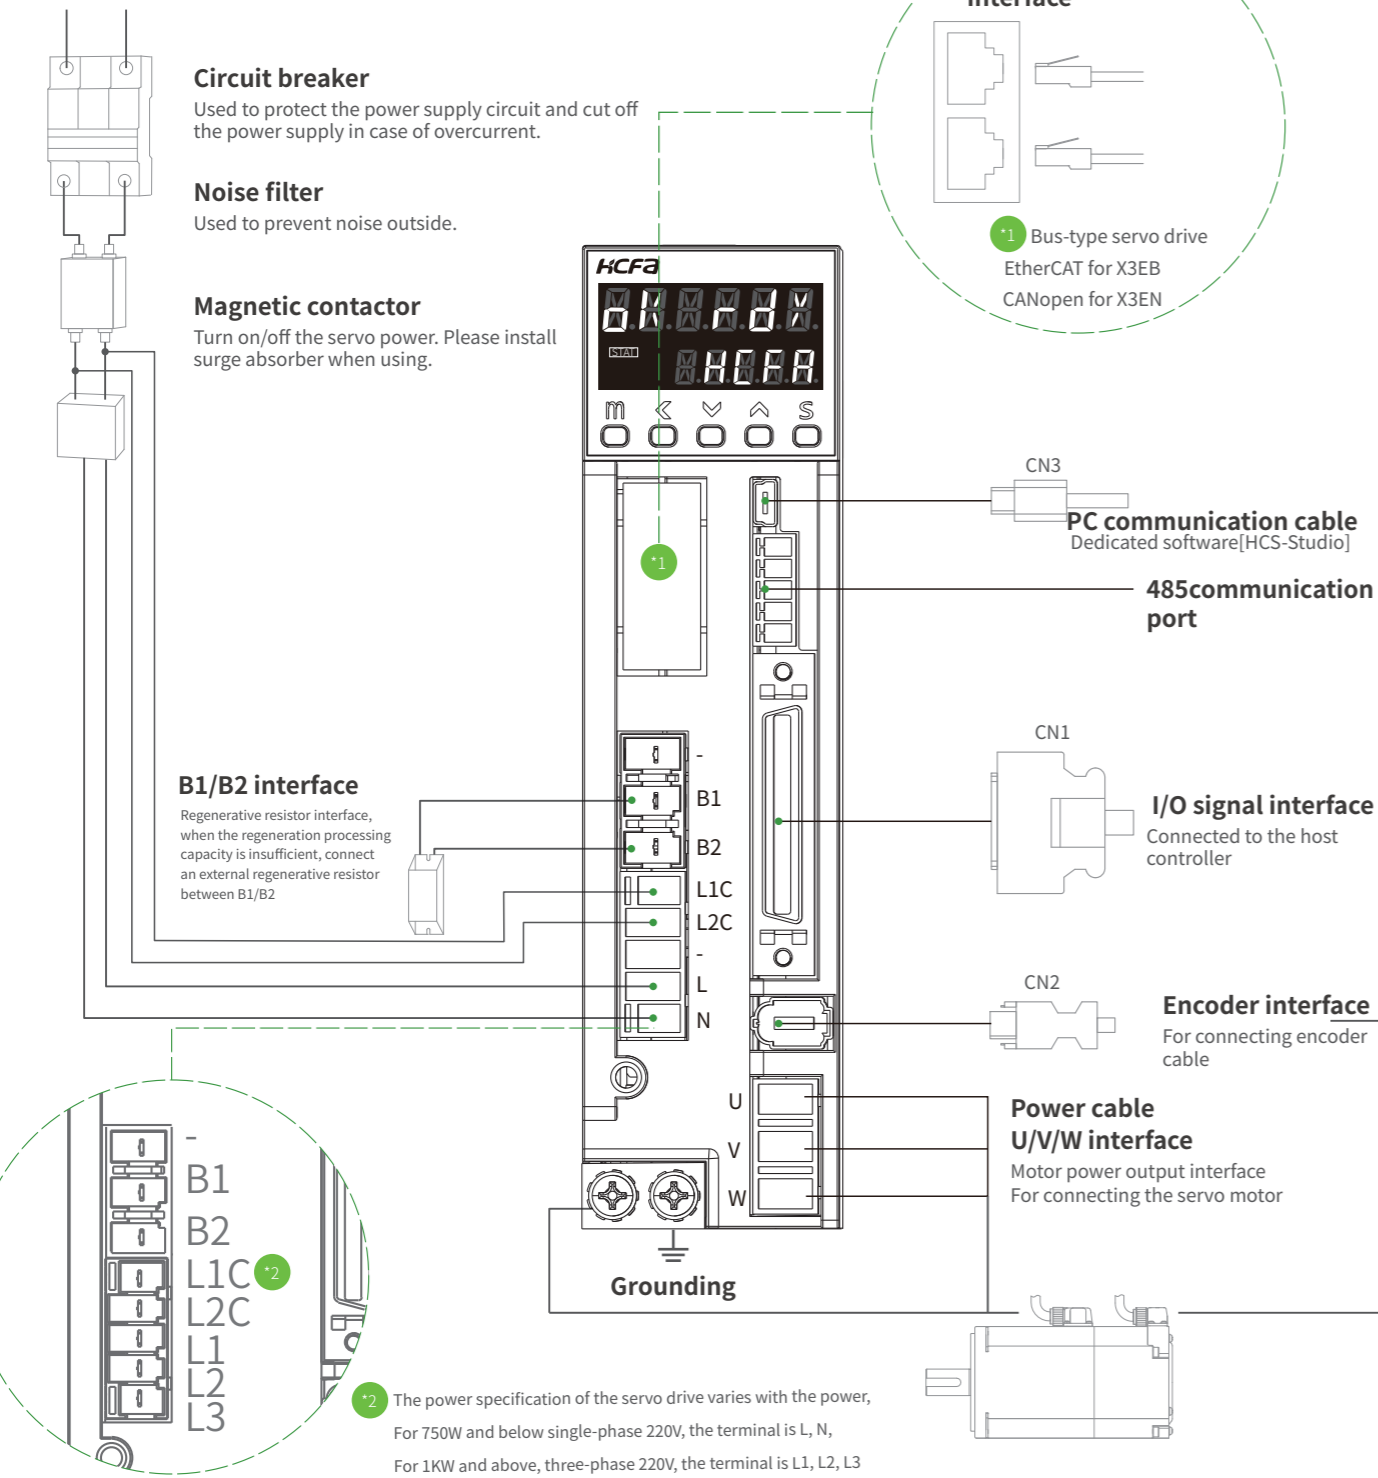 interface
Circuit breaker
Used to protect the power supply circuit and cut off
the power supply in case of overcurrent.
Noise filter
Used to prevent noise outside.
*1 Bus-type servo drive
EtherCAT for X3EB
CANopen for X3EN
Magnetic contactor
Turn on/off the servo power. Please install
surge absorber when using.
HCFA
ok rdy
STAT
HCFA
m < S
CN3
PC communication cable
Dedicated software[HCS-Studio]
*1
485communication
port
CN1
I/O signal interface
Connected to the host
controller
B1/B2 interface
Regenerative resistor interface,
when the regeneration processing
capacity is insufficient, connect
an external regenerative resistor
between B1/B2
-
B1
B2
L1C
L2C
-
L
N
CN2
Encoder interface
For connecting encoder
cable
U
V
W
Power cable
U/V/W interface
Motor power output interface
For connecting the servo motor
Grounding
-
B1
B2
L1C *2
L2C
L1
L2
L3
*2 The power specification of the servo drive varies with the power,
For 750W and below single-phase 220V, the terminal is L, N,
For 1KW and above, three-phase 220V, the terminal is L1, L2, L3